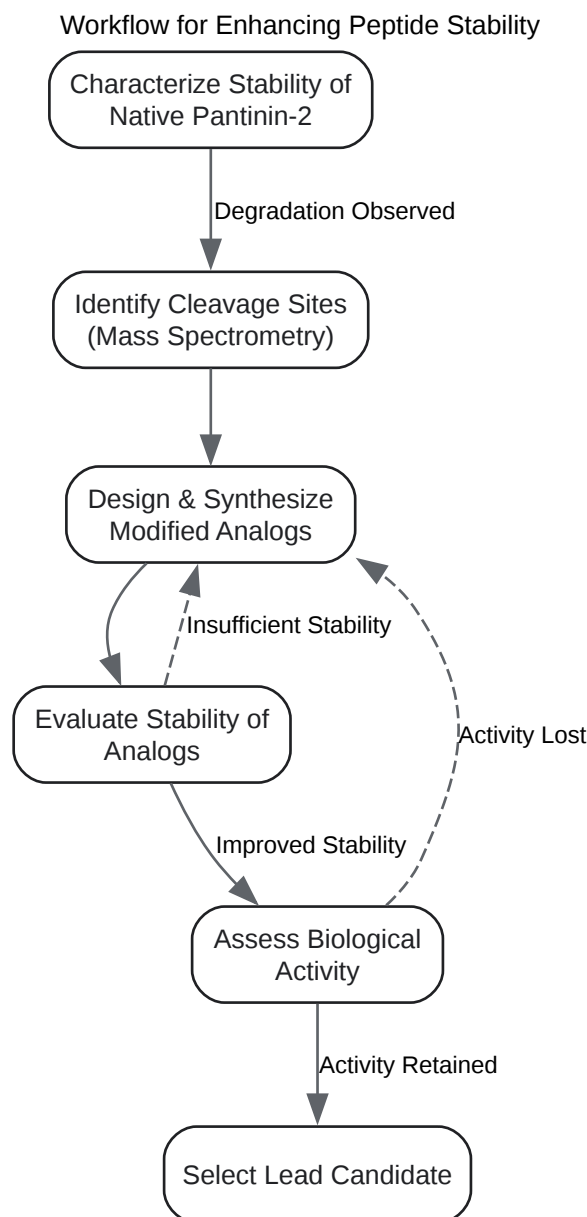 Workflow for Enhancing Peptide Stability
Characterize Stability of
Native Pantinin-2
Degradation Observed
Identify Cleavage Sites
(Mass Spectrometry)
Design & Synthesize
Modified Analogs
Insufficient Stability
Evaluate Stability of
Analogs
Activity Lost
Improved Stability
Assess Biological
Activity
Activity Retained
Select Lead Candidate